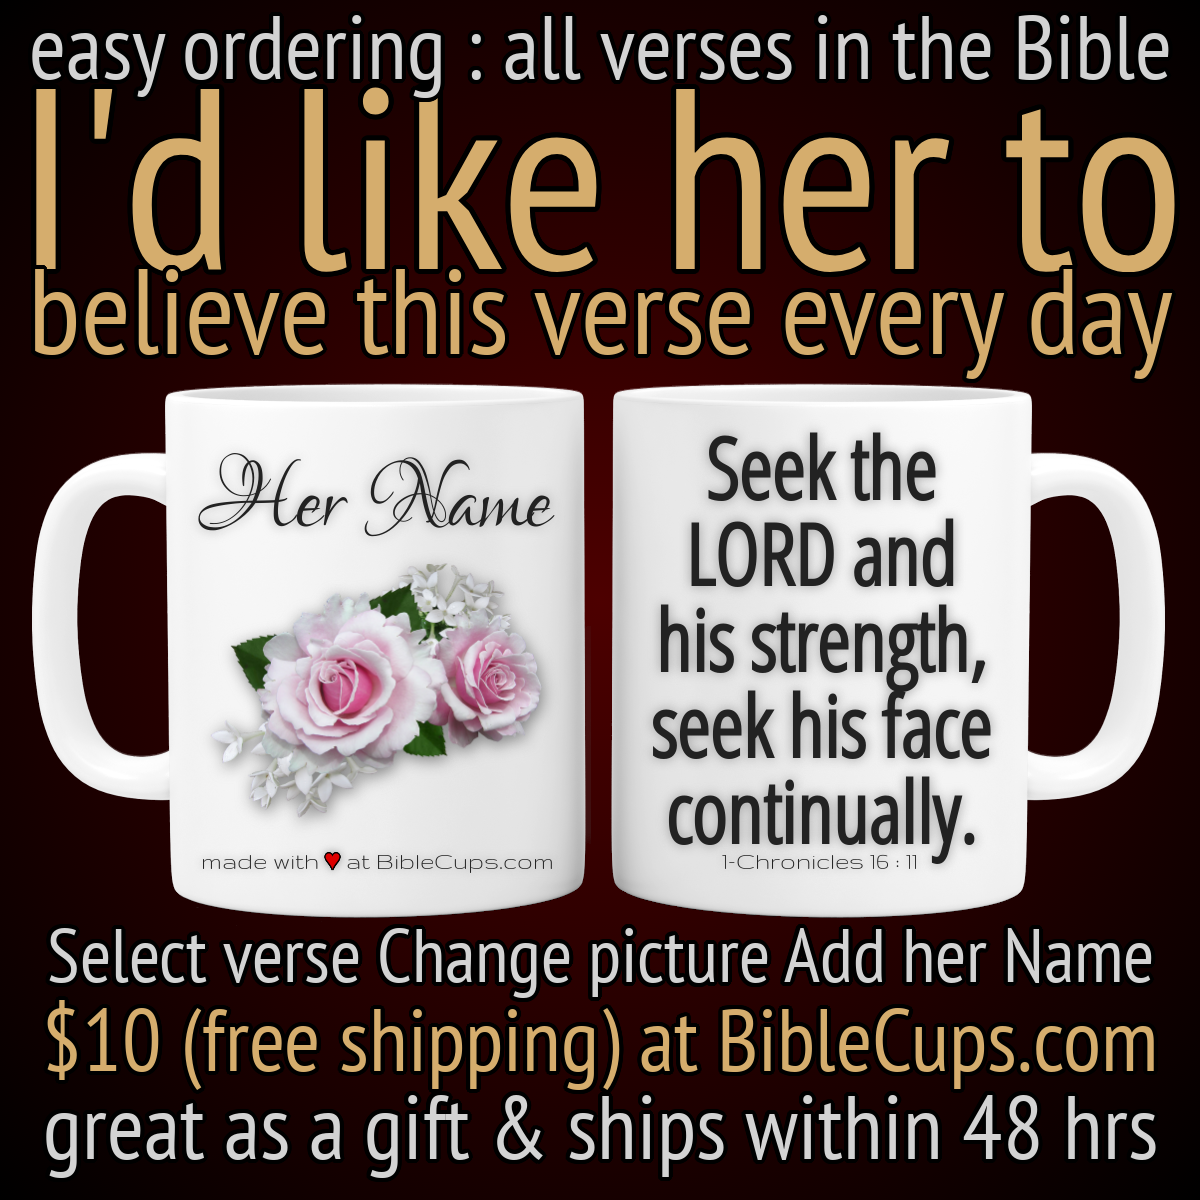 easy ordering : all verses in the Bible
I'd like her to
believe this verse every day
Her Name
made with ❤ at BibleCups.com
Seek the
LORD and
his strength,
seek his face
continually.
1-Chronicles 16 : 11
Select verse Change picture Add her Name
$10 (free shipping) at BibleCups.com
great as a gift & ships within 48 hrs